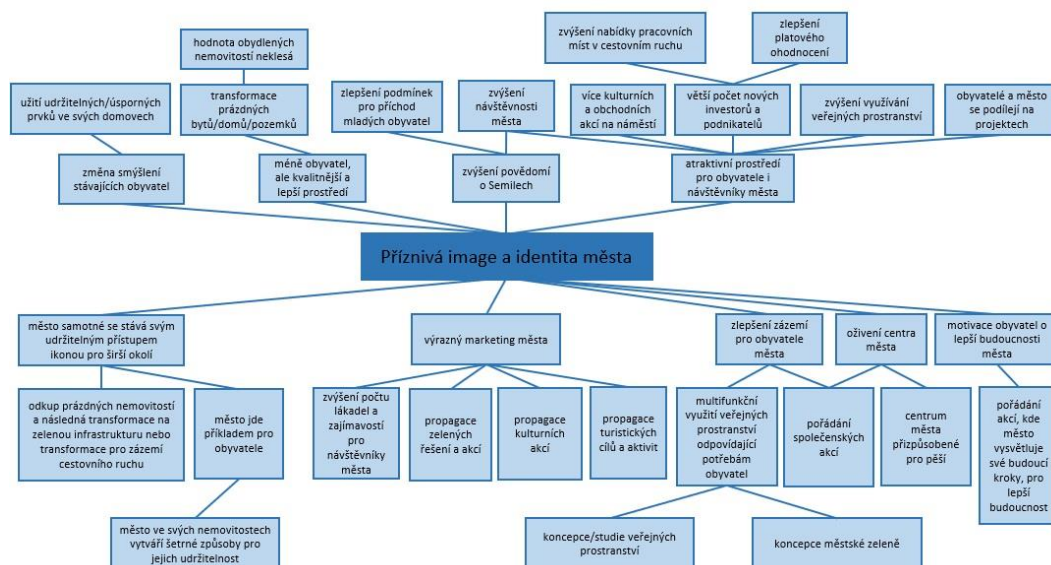 zvýšení nabídky pracovních
míst v cestovním ruchu
zlepšení
platového
ohodnocení
hodnota obydlených
nemovitostí neklesá
užití udržitelných/úsporných
prvků ve svých domovech
transformace
prázdných
bytů/domů/pozemků
zlepšení podmínek
pro příchod
mladých obyvatel
zvýšení
návštěvnosti
města
více kulturních
a obchodních
akcí na náměstí
větší počet nových
investorů a
podnikatelů
zvýšení využívání
veřejných prostranství
obyvatelé a město
se podílejí na
projektech
změna smýšlení
stávajících obyvatel
méně obyvatel,
ale kvalitnější a
lepší prostředí
zvýšení povědomí
o Semilech
atraktivní prostředí
pro obyvatele i
návštěvníky města
Příznivá image a identita města
město samotné se stává svým
udržitelným přístupem
ikonou pro širší okolí
výrazný marketing města
zlepšení zázemí
pro obyvatele
města
oživení centra
města
motivace obyvatel o
lepší budoucnosti
města
odkup prázdných nemovitostí
a následná transformace na
zelenou infrastrukturu nebo
transformace pro zázemí
cestovního ruchu
město jde
příkladem pro
obyvatele
zvýšení počtu
lákadel a
zajímavostí
pro
návštěvníky
města
propagace
zelených
řešení a akcí
propagace
kulturních
akcí
propagace
turistických
cílů a aktivit
multifunkční
využití veřejných
prostranství
odpovídající
potřebám
obyvatel
pořádání
společenských
akcí
centrum
města
přizpůsobené
pro pěší
pořádání
akcí, kde
město
vysvětluje
své budoucí
kroky, pro
lepší
budoucnost
město ve svých nemovitostech
vytváří šetrné způsoby pro
jejich udržitelnost
koncepce/studie veřejných
prostranství
koncepce městské zeleně